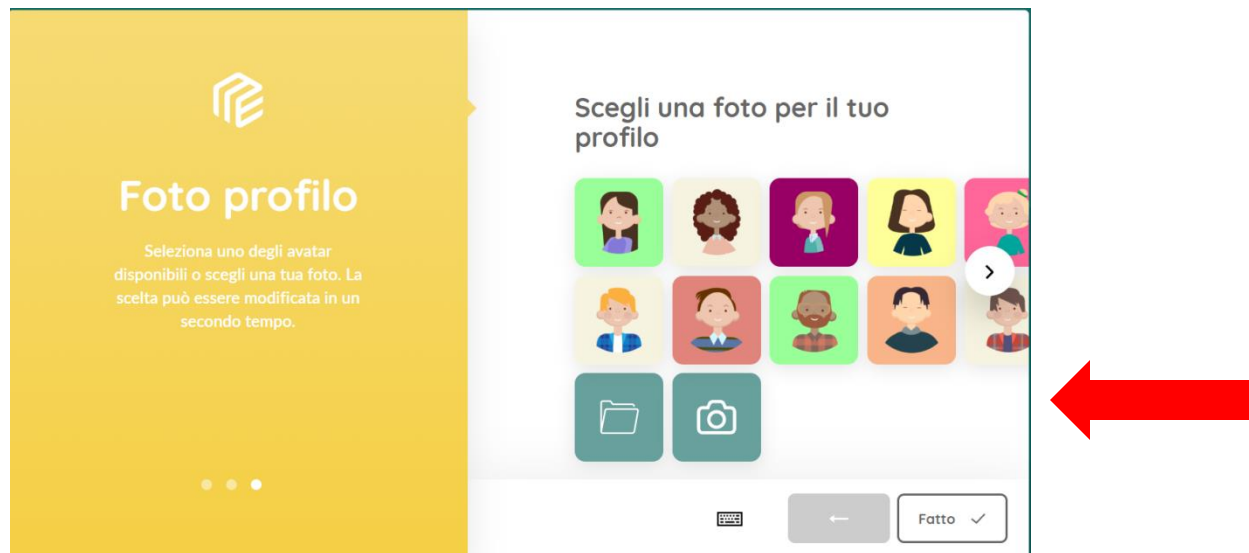 Foto profilo
Seleziona uno degli avatar
disponibili o scegli una tua foto. La
scelta può essere modificata in un
secondo tempo.
Scegli una foto per il tuo
profilo
Fatto